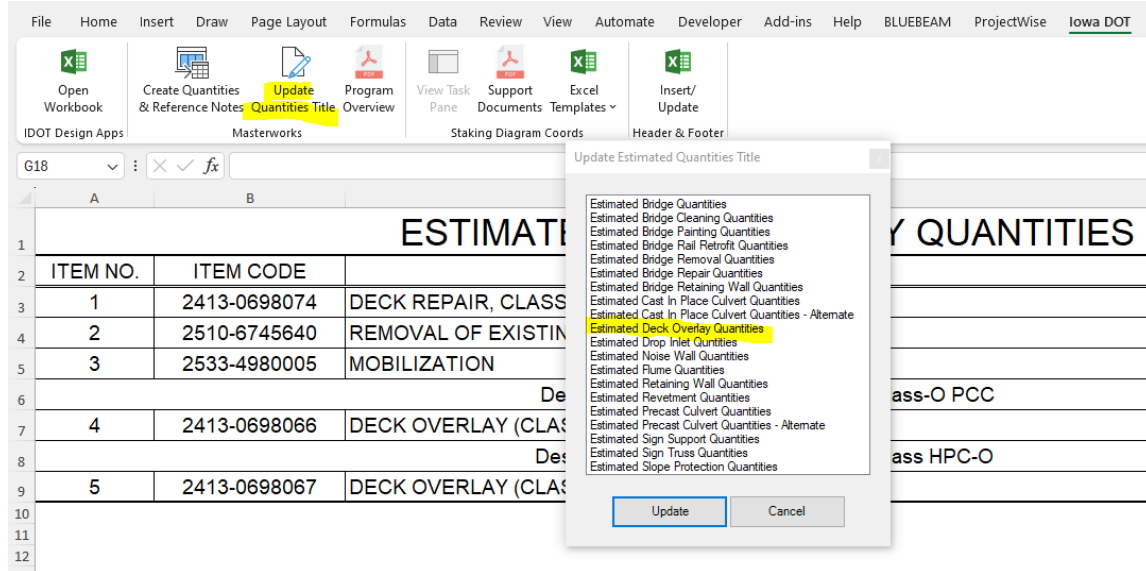 File Home Insert Draw Page Layout Formulas Data Review View Automate Developer Add-ins Help BLUEBEAM ProjectWise Iowa DOT
Open Workbook
Create Quantities & Reference Notes
Update Quantities Title
Program Overview
View Task Pane
Support Documents
Excel Templates
Insert/ Update
IDOT Design Apps Masterworks Staking Diagram Coords Header & Footer
G18 fx
Update Estimated Quantities Title x
A B
1 ESTIMATE Y QUANTITIES
2 ITEM NO. ITEM CODE
3 1 2413-0698074 DECK REPAIR, CLASS
4 2 2510-6745640 REMOVAL OF EXISTIN
5 3 2533-4980005 MOBILIZATION
6 De ass-O PCC
7 4 2413-0698066 DECK OVERLAY (CLAS
8 Des ass HPC-O
9 5 2413-0698067 DECK OVERLAY (CLAS
10
11
12
Estimated Bridge Quantities
Estimated Bridge Cleaning Quantities
Estimated Bridge Painting Quantities
Estimated Bridge Rail Retrofit Quantities
Estimated Bridge Removal Quantities
Estimated Bridge Repair Quantities
Estimated Bridge Retaining Wall Quantities
Estimated Cast In Place Culvert Quantities
Estimated Cast In Place Culvert Quantities - Alternate
Estimated Deck Overlay Quantities
Estimated Drop Inlet Quntities
Estimated Noise Wall Quantities
Estimated Flume Quantities
Estimated Retaining Wall Quantities
Estimated Revetment Quantities
Estimated Precast Culvert Quantities
Estimated Precast Culvert Quantities - Alternate
Estimated Sign Support Quantities
Estimated Sign Truss Quantities
Estimated Slope Protection Quantities
Update Cancel